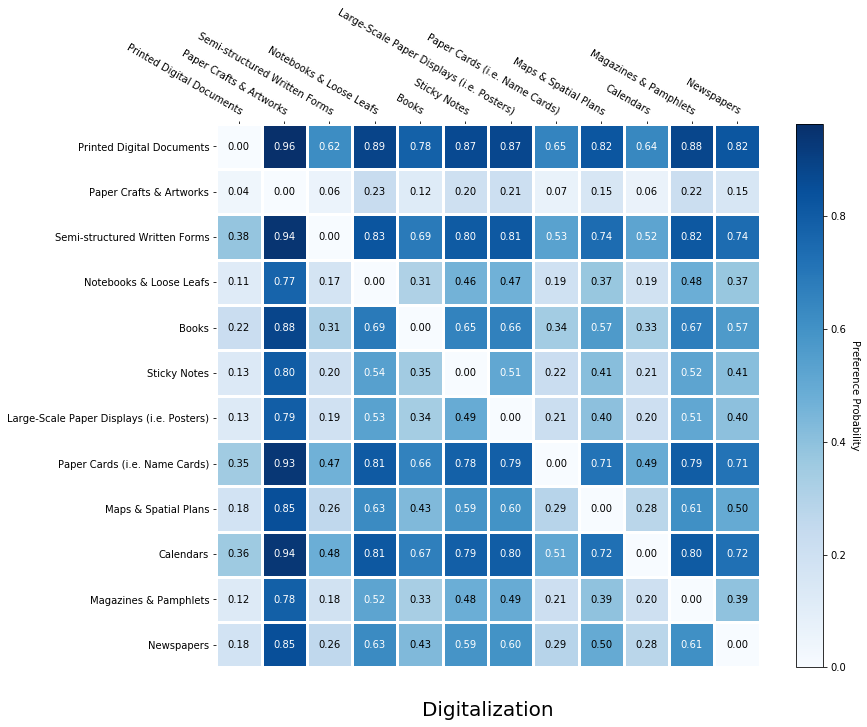 Printed Digital Documents
Paper Crafts & Artworks
Semi-structured Written Forms
Notebooks & Loose Leafs
Books
Sticky Notes
Large-Scale Paper Displays (i.e. Posters)
Paper Cards (i.e. Name Cards)
Maps & Spatial Plans
Calendars
Magazines & Pamphlets
Newspapers
Printed Digital Documents 0.00 0.96 0.62 0.89 0.78 0.87 0.87 0.65 0.82 0.64 0.88 0.82
Paper Crafts & Artworks 0.04 0.00 0.06 0.23 0.12 0.20 0.21 0.07 0.15 0.06 0.22 0.15
Semi-structured Written Forms 0.38 0.94 0.00 0.83 0.69 0.80 0.81 0.53 0.74 0.52 0.82 0.74
Notebooks & Loose Leafs 0.11 0.77 0.17 0.00 0.31 0.46 0.47 0.19 0.37 0.19 0.48 0.37
Books 0.22 0.88 0.31 0.69 0.00 0.65 0.66 0.34 0.57 0.33 0.67 0.57
Sticky Notes 0.13 0.80 0.20 0.54 0.35 0.00 0.51 0.22 0.41 0.21 0.52 0.41
Large-Scale Paper Displays (i.e. Posters) 0.13 0.79 0.19 0.53 0.34 0.49 0.00 0.21 0.40 0.20 0.51 0.40
Paper Cards (i.e. Name Cards) 0.35 0.93 0.47 0.81 0.66 0.78 0.79 0.00 0.71 0.49 0.79 0.71
Maps & Spatial Plans 0.18 0.85 0.26 0.63 0.43 0.59 0.60 0.29 0.00 0.28 0.61 0.50
Calendars 0.36 0.94 0.48 0.81 0.67 0.79 0.80 0.51 0.72 0.00 0.80 0.72
Magazines & Pamphlets 0.12 0.78 0.18 0.52 0.33 0.48 0.49 0.21 0.39 0.20 0.00 0.39
Newspapers 0.18 0.85 0.26 0.63 0.43 0.59 0.60 0.29 0.50 0.28 0.61 0.00
0.8
0.6
0.4
0.2
0.0
Preference Probability
Digitalization